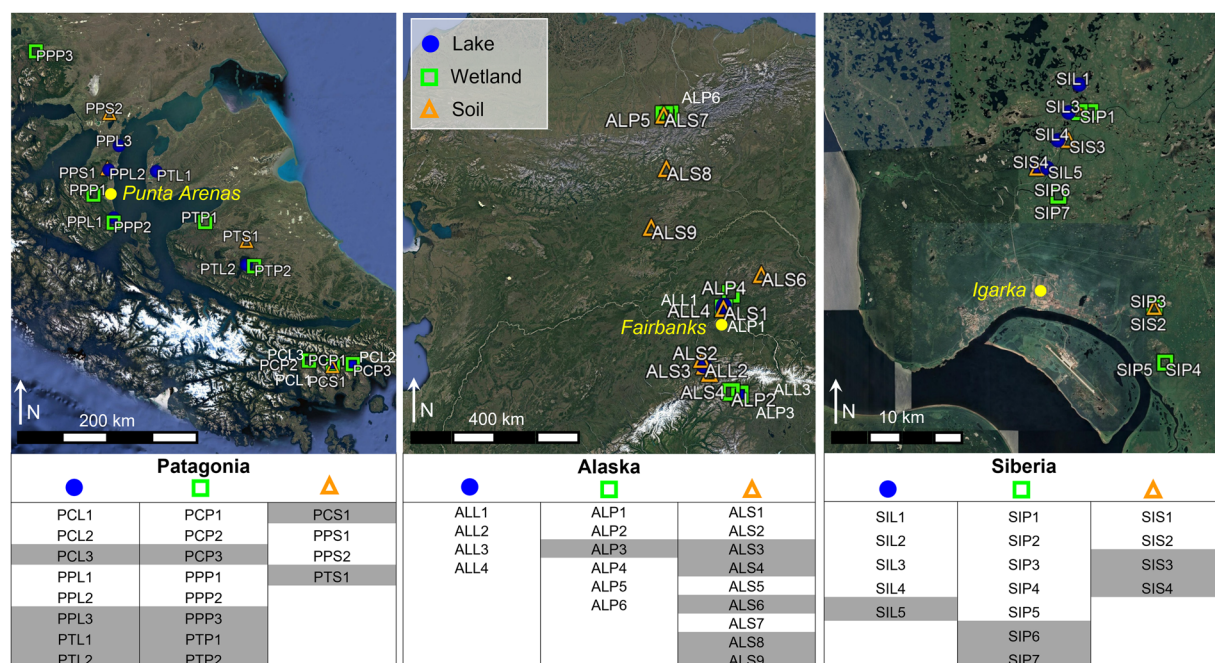 PPP3
PPS2
PPL3
PPS1
PPL2
PTL1
PPP1
Punta Arenas
PPL1
PPP2
PTP1
PTS1
PTL2
PTP2
PCL3
PCP1
PCL2
PCP2
PCP3
PCL1
PCS1
N
200 km
Lake
Wetland
Soil
ALP6
ALP5
ALS7
ALS8
ALS9
ALS6
ALP4
ALL1
ALL4
ALS1
Fairbanks
ALP1
ALS2
ALS3
ALL2
ALS4
ALL3
ALP2
ALP3
N
400 km
SIL1
SIL3
SIP1
SIL4
SIS3
SIS4
SIL5
SIP6
SIP7
Igarka
SIP3
SIS2
SIP5
SIP4
N
10 km
Patagonia
PCL1 PCP1 PCS1
PCL2 PCP2 PPS1
PCL3 PCP3 PPS2
PPL1 PPP1 PTS1
PPL2 PPP2
PPL3 PPP3
PTL1 PTP1
PTL2 PTP2
Alaska
ALL1 ALP1 ALS1
ALL2 ALP2 ALS2
ALL3 ALP3 ALS3
ALL4 ALP4 ALS4
ALP5 ALS5
ALP6 ALS6
ALS7
ALS8
ALS9
Siberia
SIL1 SIP1 SIS1
SIL2 SIP2 SIS2
SIL3 SIP3 SIS3
SIL4 SIP4 SIS4
SIL5 SIP5
SIP6
SIP7